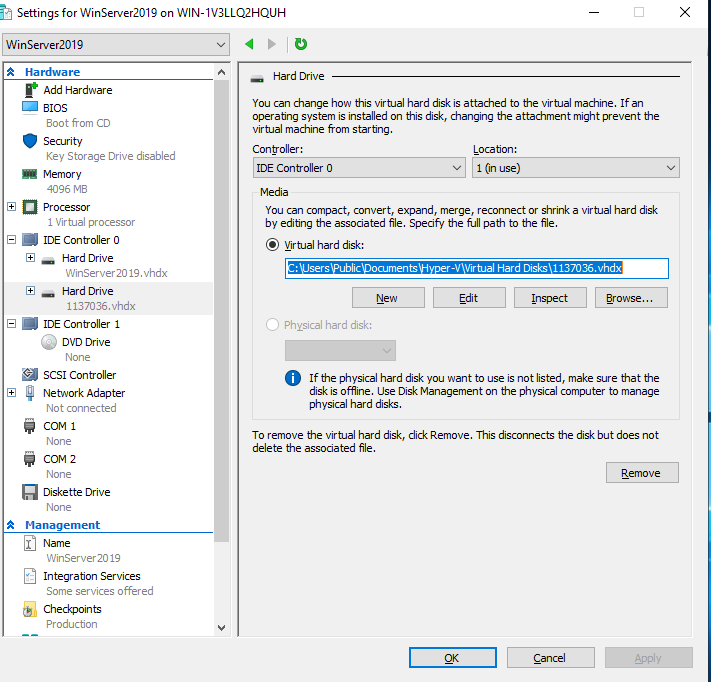 Settings for WinServer2019 on WIN-1V3LLQ2HQUH
WinServer2019
Hardware
Add Hardware
BIOS
Boot from CD
Security
Key Storage Drive disabled
Memory
4096 MB
Processor
1 Virtual processor
IDE Controller 0
Hard Drive
WinServer2019.vhdx
Hard Drive
1137036.vhdx
IDE Controller 1
DVD Drive
None
SCSI Controller
Network Adapter
Not connected
COM 1
None
COM 2
None
Diskette Drive
None
Management
Name
WinServer2019
Integration Services
Some services offered
Checkpoints
Production
Hard Drive
You can change how this virtual hard disk is attached to the virtual machine. If an
operating system is installed on this disk, changing the attachment might prevent the
virtual machine from starting.
Controller:
Location:
IDE Controller 0
1 (in use)
Media
You can compact, convert, expand, merge, reconnect or shrink a virtual hard disk
by editing the associated file. Specify the full path to the file.
Virtual hard disk:
C:\Users\Public\Documents\Hyper-V\Virtual Hard Disks\1137036.vhdx
New
Edit
Inspect
Browse...
Physical hard disk:
If the physical hard disk you want to use is not listed, make sure that the
disk is offline. Use Disk Management on the physical computer to manage
physical hard disks.
To remove the virtual hard disk, click Remove. This disconnects the disk but does not
delete the associated file.
Remove
OK
Cancel
Apply